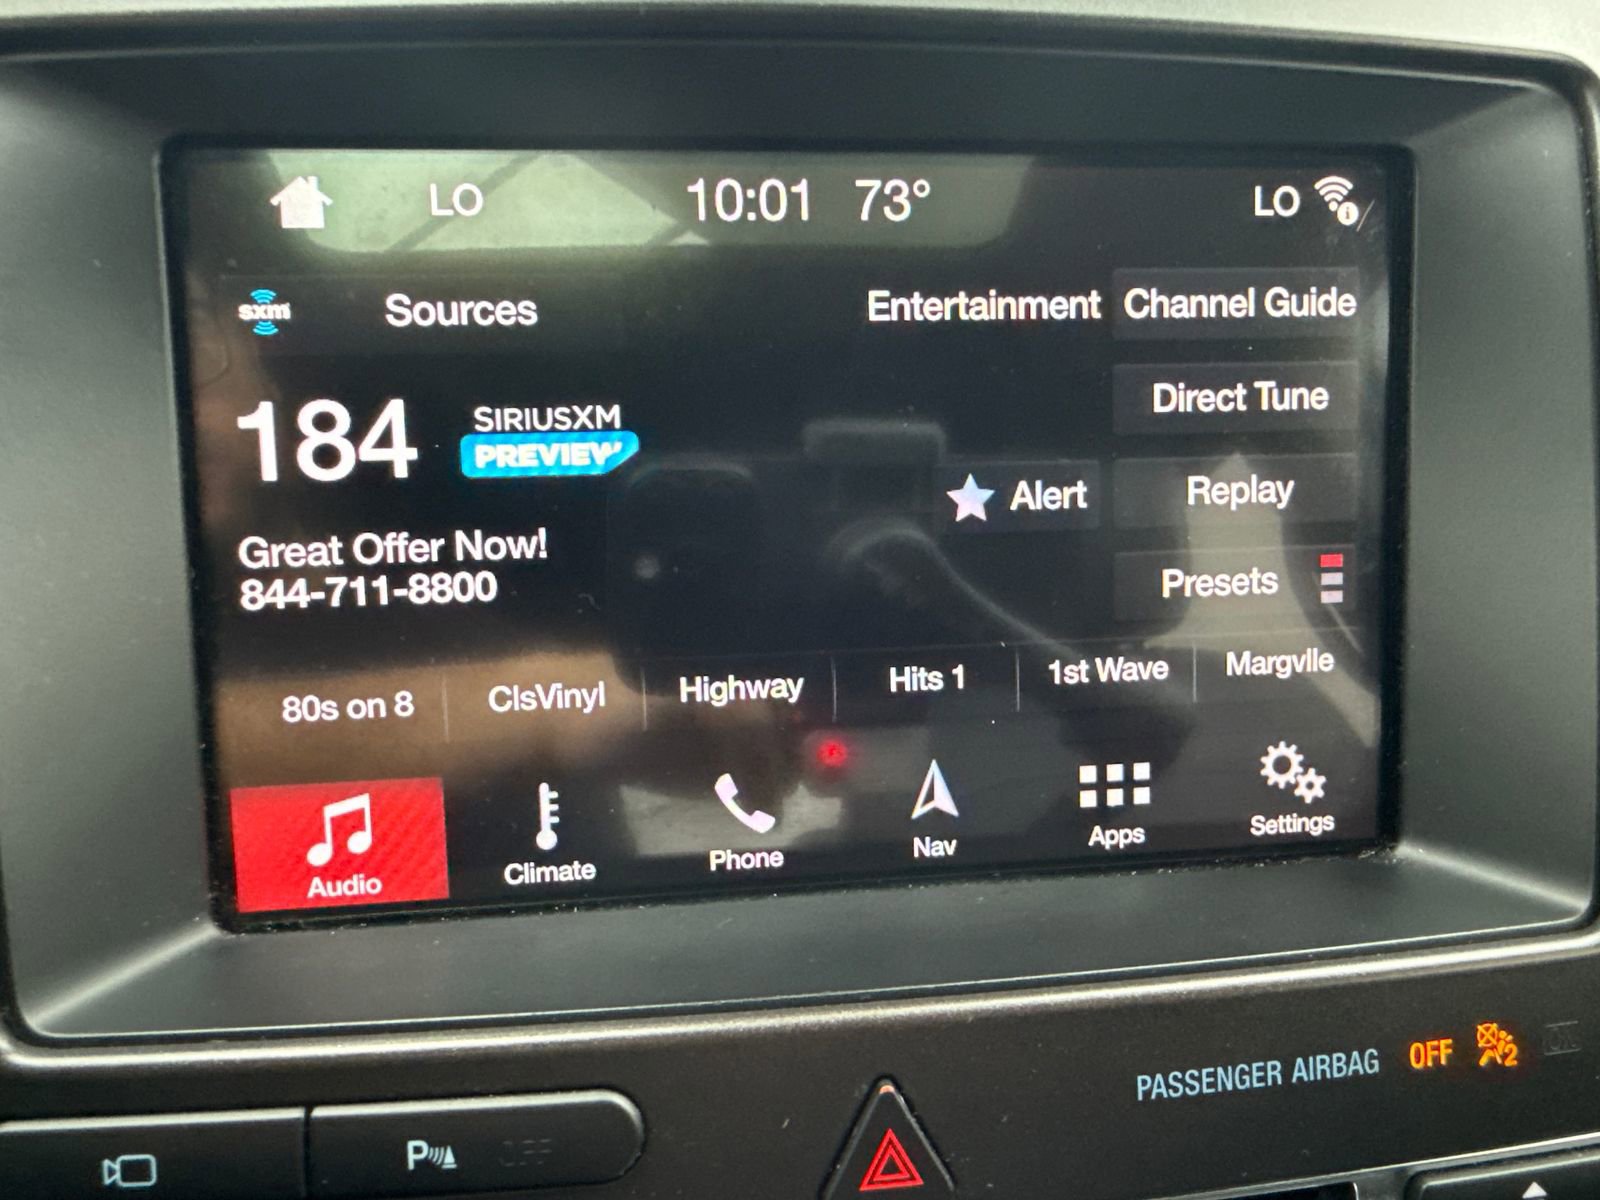 LO 10:01 73° LO
sxm Sources Entertainment Channel Guide
184 SIRIUSXM PREVIEW
Direct Tune
Alert Replay
Great Offer Now!
844-711-8800
Presets
80s on 8 ClsVinyl Highway Hits 1 1st Wave Margvlle
Audio Climate Phone Nav Apps Settings
PASSENGER AIRBAG OFF 2
P OFF